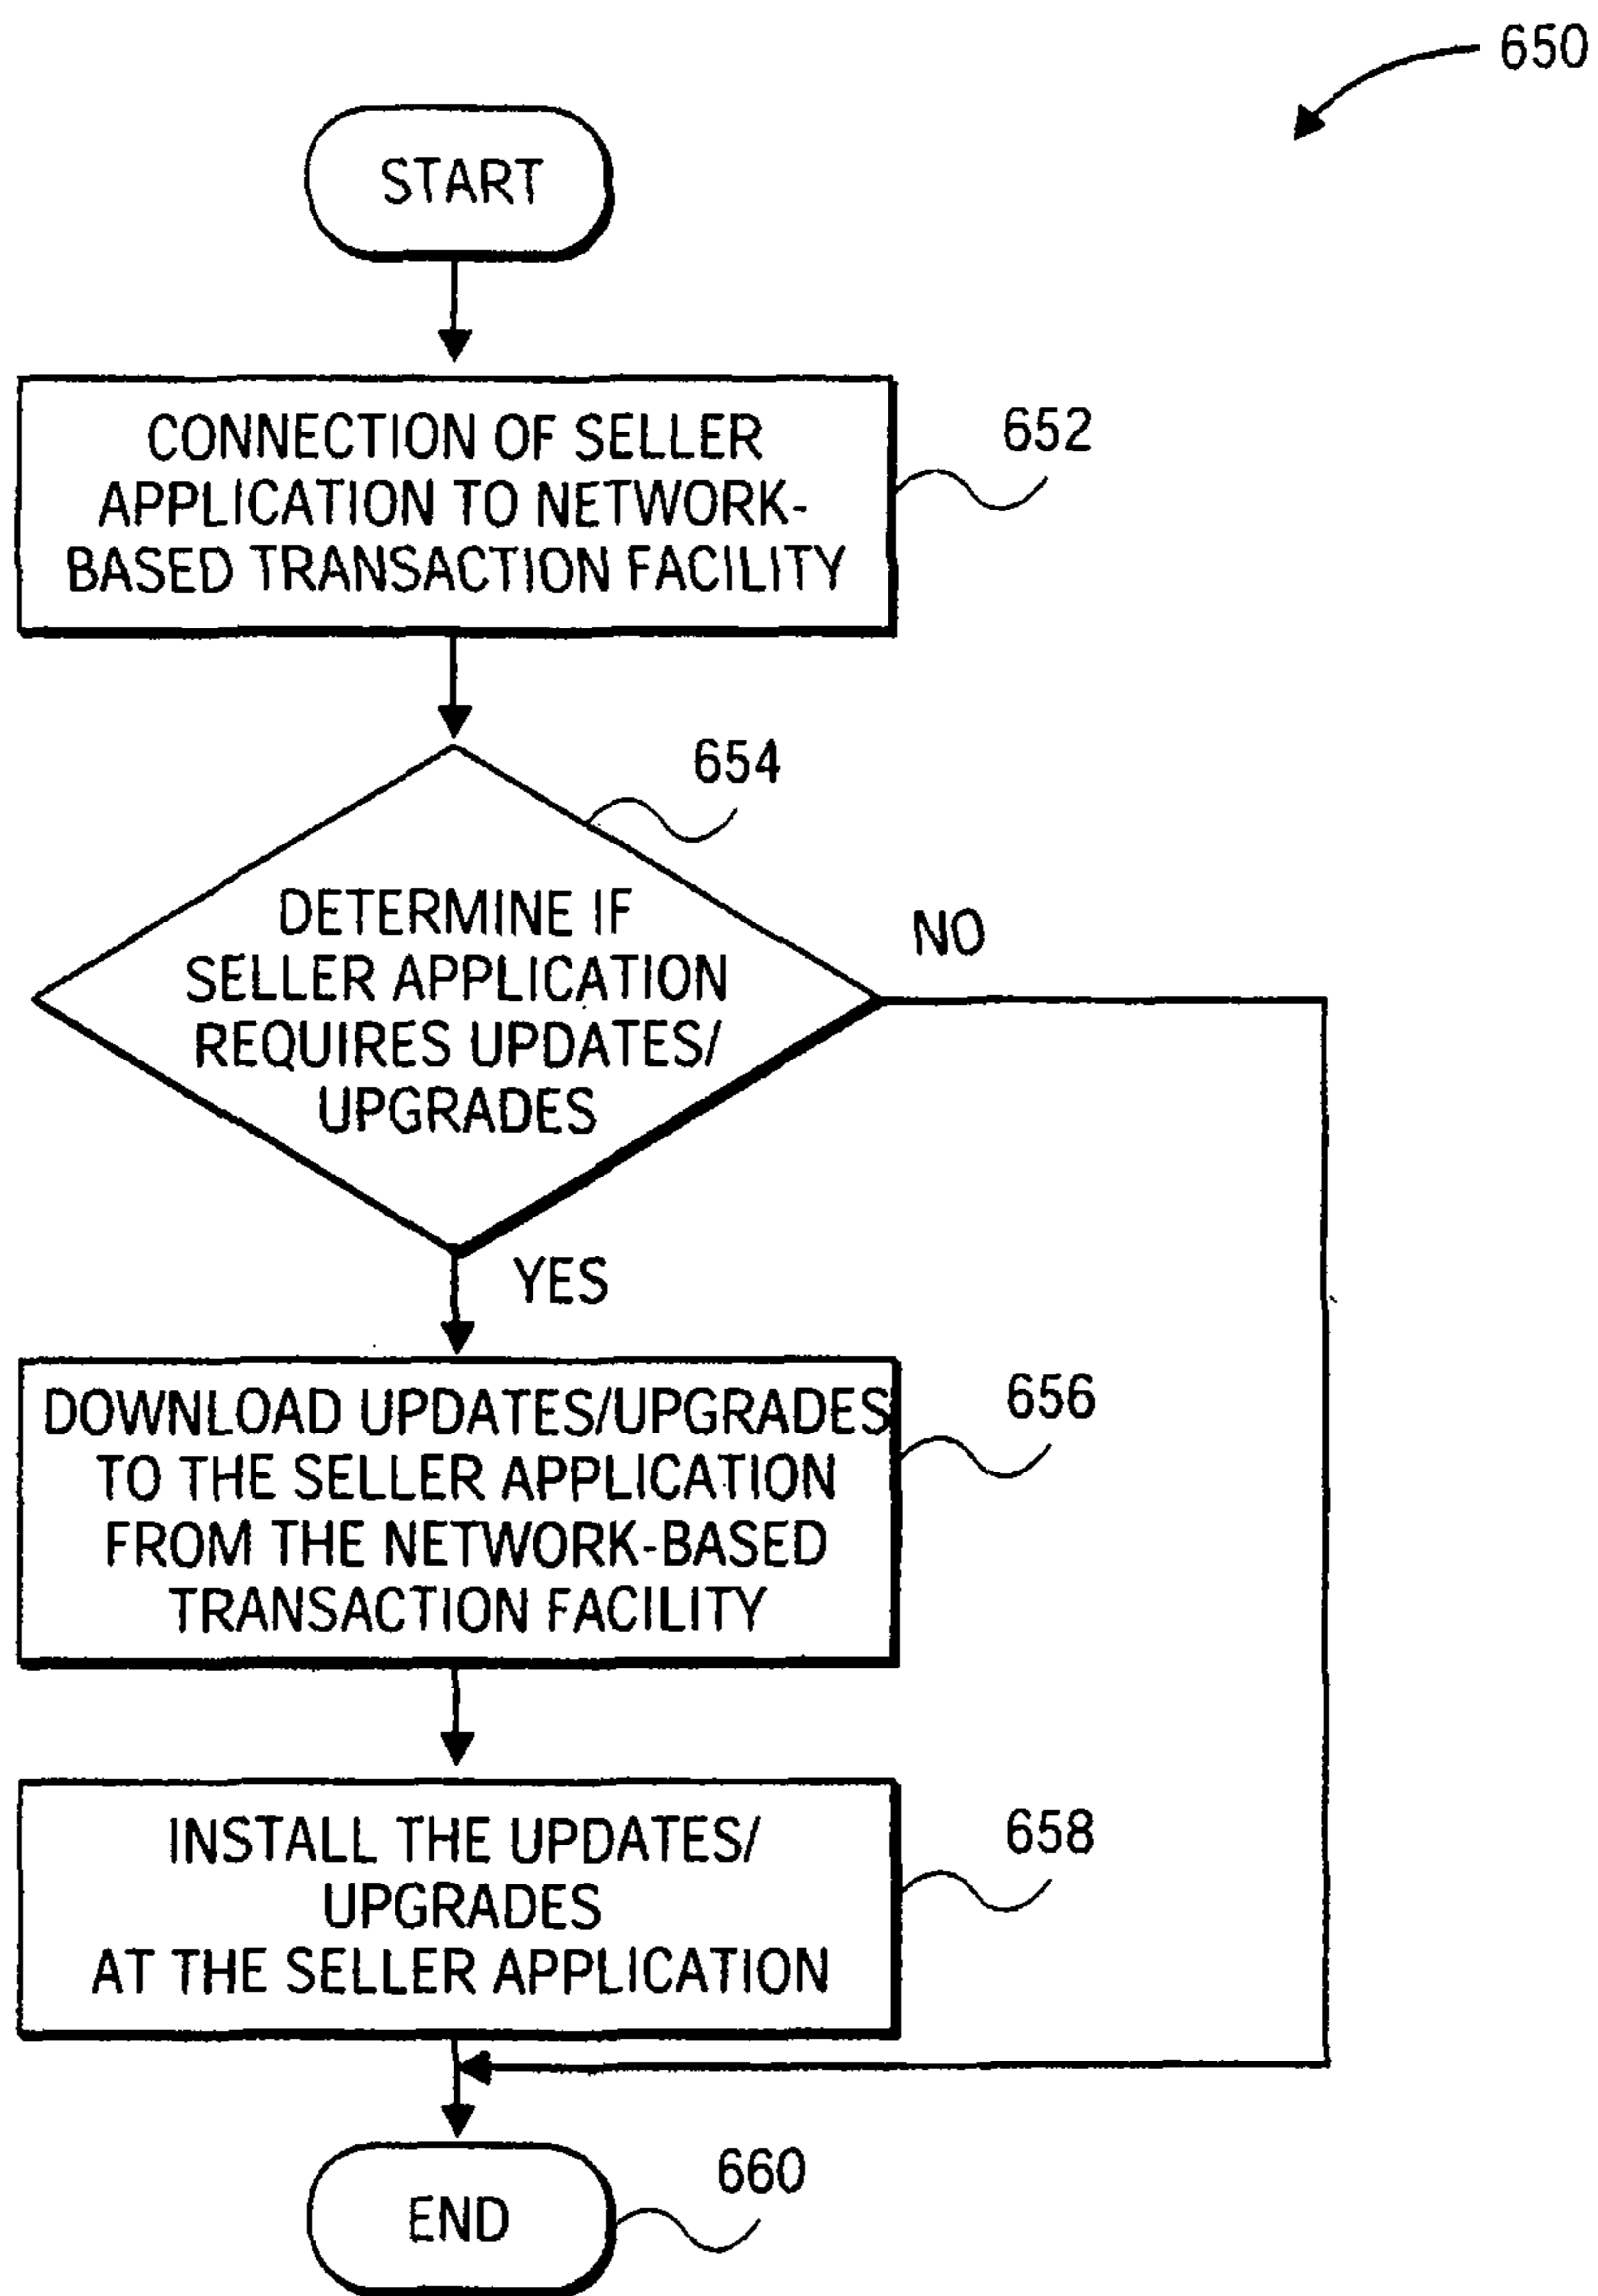 650
START
CONNECTION OF SELLER
APPLICATION TO NETWORK-
BASED TRANSACTION FACILITY
652
654
DETERMINE IF
SELLER APPLICATION
REQUIRES UPDATES/
UPGRADES
NO
YES
DOWNLOAD UPDATES/UPGRADES
TO THE SELLER APPLICATION
FROM THE NETWORK-BASED
TRANSACTION FACILITY
656
INSTALL THE UPDATES/
UPGRADES
AT THE SELLER APPLICATION
658
END
660